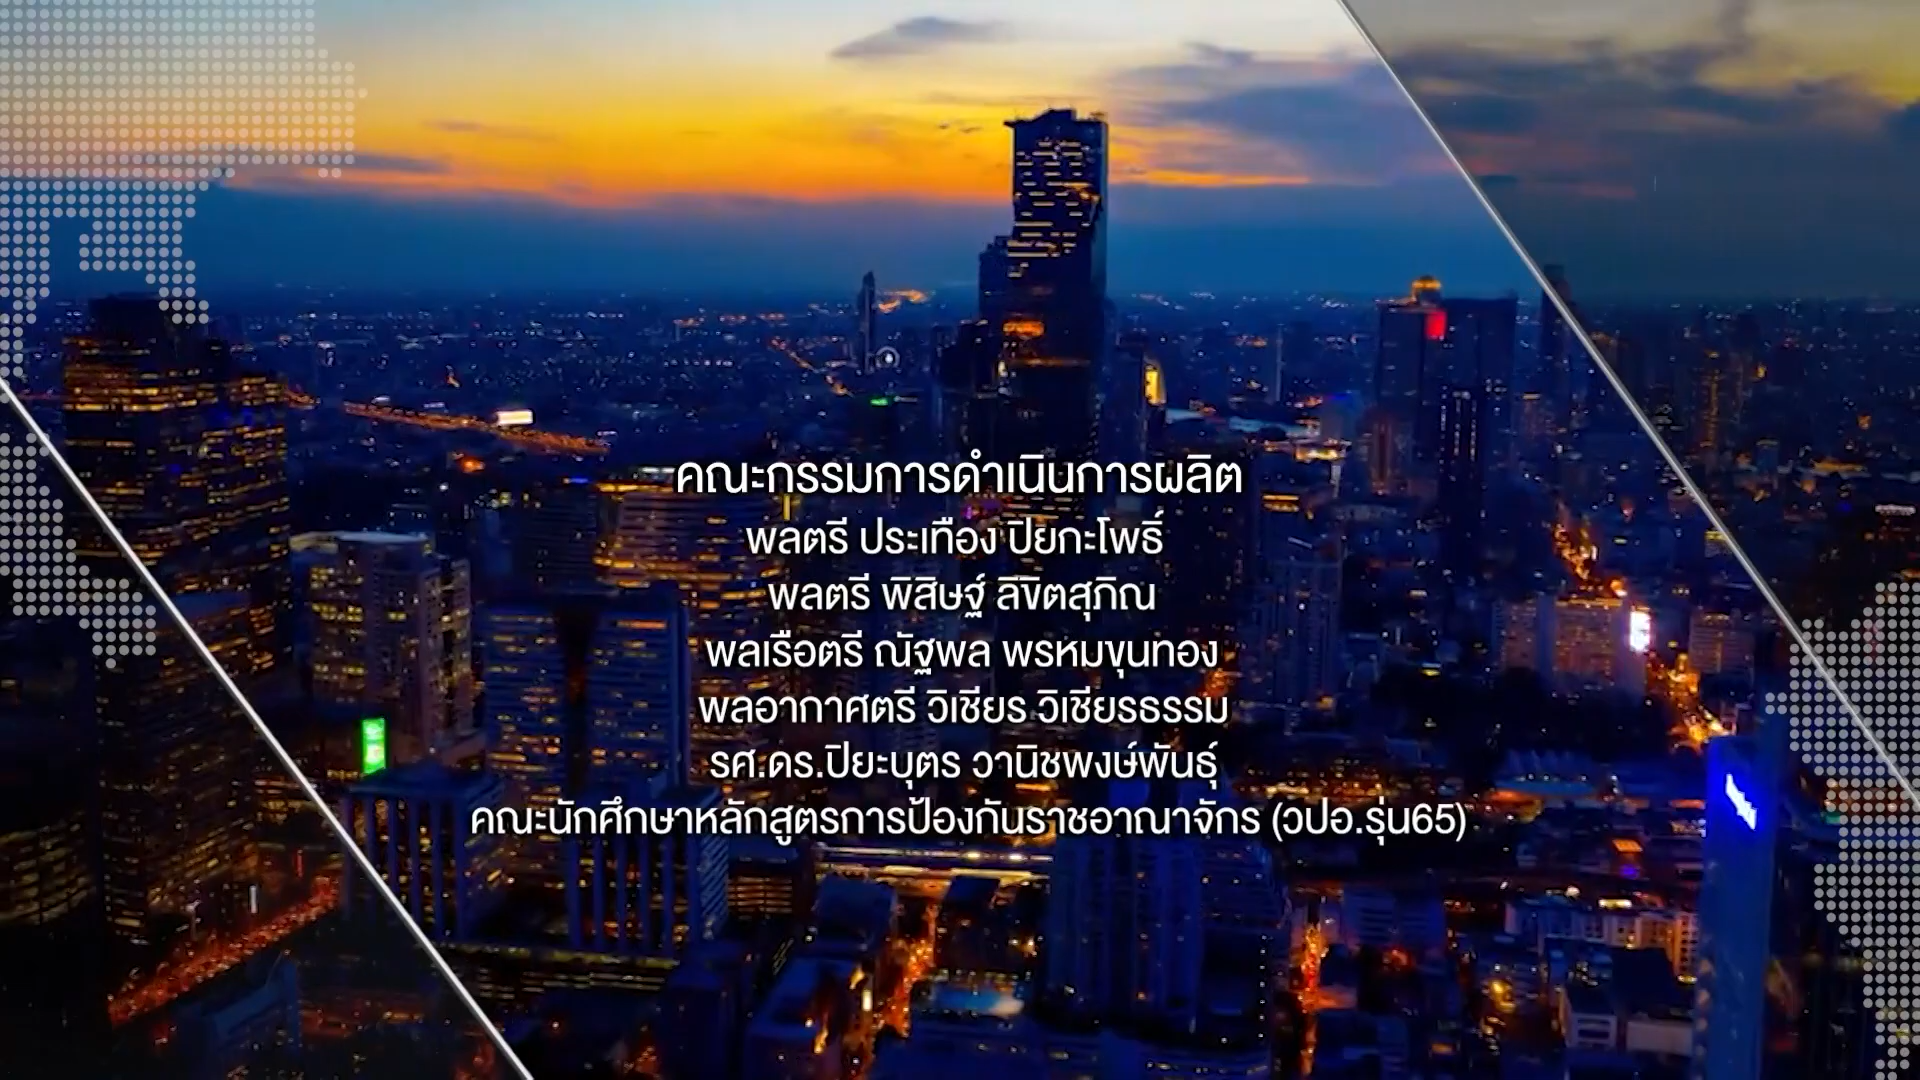 คณะกรรมการดำเนินการผลิต
พลตรี ประเทือง ปิยกะโพธิ์
พลตรี พิสิษฐ์ ลิขิตสุภิณ
พลเรือตรี ณัฐพล พรหมขุนทอง
พลอากาศตรี วิเชียร วิเชียรธรรม
รศ.ดร.ปิยะบุตร วานิชพงษ์พันธุ์
คณะนักศึกษาหลักสูตรการป้องกันราชอาณาจักร (วปอ.รุ่น65)